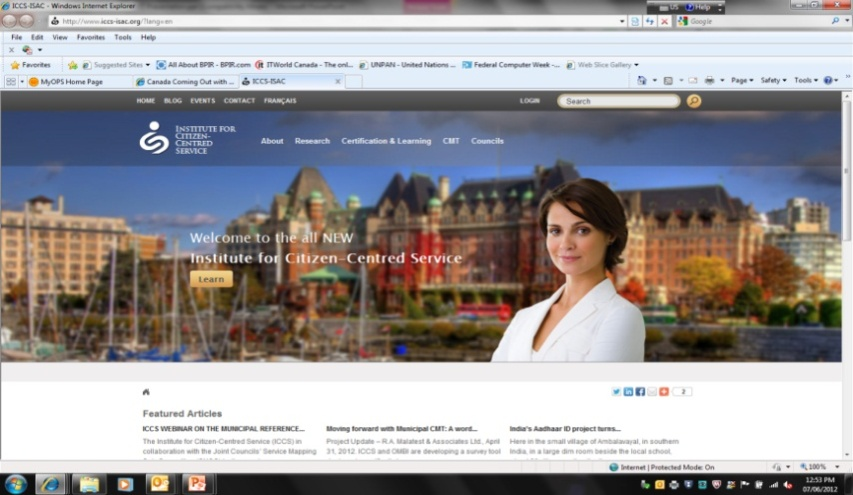 ICCS-ISAC - Windows Internet Explorer
US Help
http://www.iccs-isac.org/?lang=en
Google
File Edit View Favorites Tools Help
Favorites Suggested Sites All About BPIR - BPIR.com ITWorld Canada - The onl... UNPAN - United Nations ... Federal Computer Week -... Web Slice Gallery
MyOPS Home Page Canada Coming Out with ... ICCS-ISAC Page Safety Tools
HOME BLOG EVENTS CONTACT FRANÇAIS LOGIN Search
INSTITUTE FOR
CITIZEN-
CENTRED
SERVICE
About Research Certification & Learning CMT Councils
Welcome to the all NEW
Institute for Citizen-Centred Service
Learn
2
Featured Articles
ICCS WEBINAR ON THE MUNICIPAL REFERENCE...
The Institute for Citizen-Centred Service (ICCS) in
collaboration with the Joint Councils' Service Mapping
Moving forward with Municipal CMT: A word...
Project Update – R.A. Malatest & Associates Ltd., April
31, 2012. ICCS and OMBI are developing a survey tool
India's Aadhaar ID project turns...
Here in the small village of Ambalavayal, in southern
India, in a large dim room beside the local school,
Internet | Protected Mode: On 100%
12:53 PM
07/06/2012